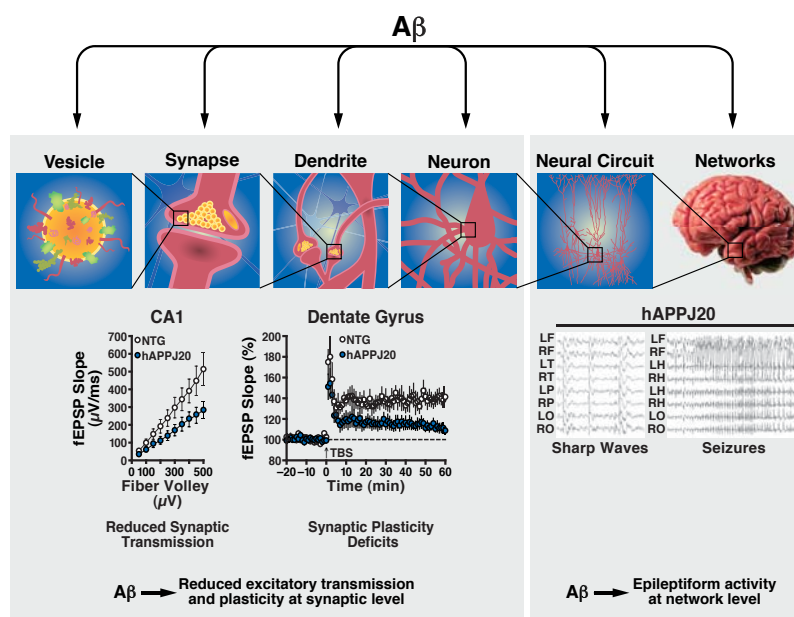 Aβ
Vesicle
Synapse
Dendrite
Neuron
Neural Circuit
Networks
CA1
700
600
500
400
300
200
100
0
fEPSP Slope
(μV/ms)
NTG
hAPPJ20
0 100 300 500
Fiber Volley
(μV)
Reduced Synaptic
Transmission
Dentate Gyrus
200
180
160
140
120
100
80
fEPSP Slope (%)
NTG
hAPPJ20
↑TBS
−20 −10 0 10 20 30 40 50 60
Time (min)
Synaptic Plasticity
Deficits
hAPPJ20
LF
RF
LT
RT
LP
RP
LO
RO
Sharp Waves
LF
RF
LH
RH
LH
RH
LO
RO
Seizures
Aβ → Reduced excitatory transmission
and plasticity at synaptic level
Aβ → Epileptiform activity
at network level